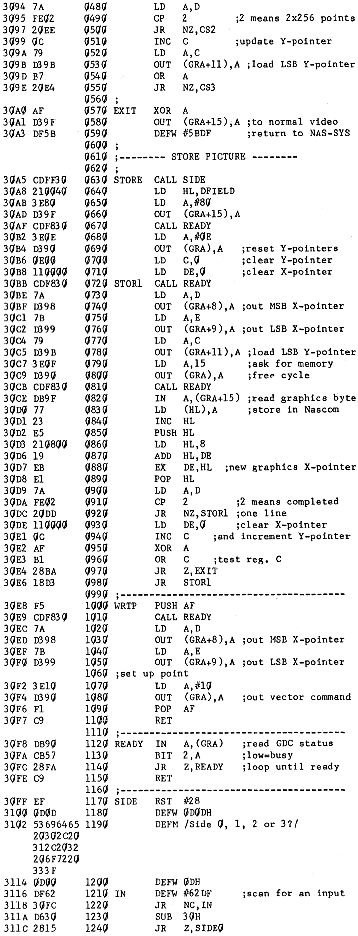 3094 7A 0480 LD A,D
3095 FE02 0490 CP 2 ;2 means 2x256 points
3097 20EE 0500 JR NZ,CS2
3099 0C 0510 INC C ;update Y-pointer
309A 79 0520 LD A,C
309B D39B 0530 OUT (GRA+11),A ;load LSB Y-pointer
309D B7 0540 OR A
309E 20E4 0550 JR NZ,CS3
0560 ;
30A0 AF 0570 EXIT XOR A
30A1 D39F 0580 OUT (GRA+15),A ;to normal video
30A3 DF5B 0590 DEFW #5BDF ;return to NAS-SYS
0600 ;
0610 ;-------- STORE PICTURE --------
0620 ;
30A5 CDFF30 0630 STORE CALL SIDE
30A8 210040 0640 LD HL,DFIELD
30AB 3E80 0650 LD A,#80
30AD D39F 0660 OUT (GRA+15),A
30AF CDF830 0670 CALL READY
30B2 3E0E 0680 LD A,#0E
30B4 D390 0690 OUT (GRA),A ;reset Y-pointers
30B6 0E00 0700 LD C,0 ;clear Y-pointer
30B8 110000 0710 LD DE,0 ;clear X-pointer
30BB CDF830 0720 STOR1 CALL READY
30BE 7A 0730 LD A,D
30BF D398 0740 OUT (GRA+8),A ;out MSB X-pointer
30C1 7B 0750 LD A,E
30C2 D399 0760 OUT (GRA+9),A ;out LSB X-pointer
30C4 79 0770 LD A,C
30C5 D39B 0780 OUT (GRA+11),A ;load LSB Y-pointer
30C7 3E0F 0790 LD A,15 ;ask for memory
30C9 D390 0800 OUT (GRA),A ;free cycle
30CB CDF830 0810 CALL READY
30CE DB9F 0820 IN A,(GRA+15) ;read graphics byte
30D0 77 0830 LD (HL),A ;store in Nascom
30D1 23 0840 INC HL
30D2 E5 0850 PUSH HL
30D3 210800 0860 LD HL,8
30D6 19 0870 ADD HL,DE
30D7 EB 0880 EX DE,HL ;new graphics X-pointer
30D8 E1 0890 POP HL
30D9 7A 0900 LD A,D
30DA FE02 0910 CP 2 ;2 means completed
30DC 20DD 0920 JR NZ,STOR1 ;one line
30DE 110000 0930 LD DE,0 ;clear X-pointer
30E1 0C 0940 INC C ;and increment Y-pointer
30E2 AF 0950 XOR A
30E3 B1 0960 OR C ;test reg. C
30E4 28BA 0970 JR Z,EXIT
30E6 18D3 0980 JR STOR1
0990 ;--------------------------------
30E8 F5 1000 WRTP PUSH AF
30E9 CDF830 1010 CALL READY
30EC 7A 1020 LD A,D
30ED D398 1030 OUT (GRA+8),A ;out MSB X-pointer
30EF 7B 1040 LD A,E
30F0 D399 1050 OUT (GRA+9),A ;out LSB X-pointer
1060 ;set up point
30F2 3E10 1070 LD A,#10
30F4 D390 1080 OUT (GRA),A ;out vector command
30F6 F1 1090 POP AF
30F7 C9 1100 RET
1110 ;--------------------------------
30F8 DB90 1120 READY IN A,(GRA) ;read GDC status
30FA CB57 1130 BIT 2,A ;low=busy
30FC 28FA 1140 JR Z,READY ;loop until ready
30FE C9 1150 RET
1160 ;--------------------------------
30FF EF 1170 SIDE RST #28
3100 0D0D 1180 DEFW 0D0DH
3102 53696465 1190 DEFM /Side 0, 1, 2 or 3?/
20302C20
312C2032
206F7220
333F
3114 0D00 1200 DEFW 0DH
3116 DF62 1210 IN DEFW #62DF ;scan for an input
3118 30FC 1220 JR NC,IN
311A D630 1230 SUB 30H
311C 2815 1240 JR Z,SIDE0